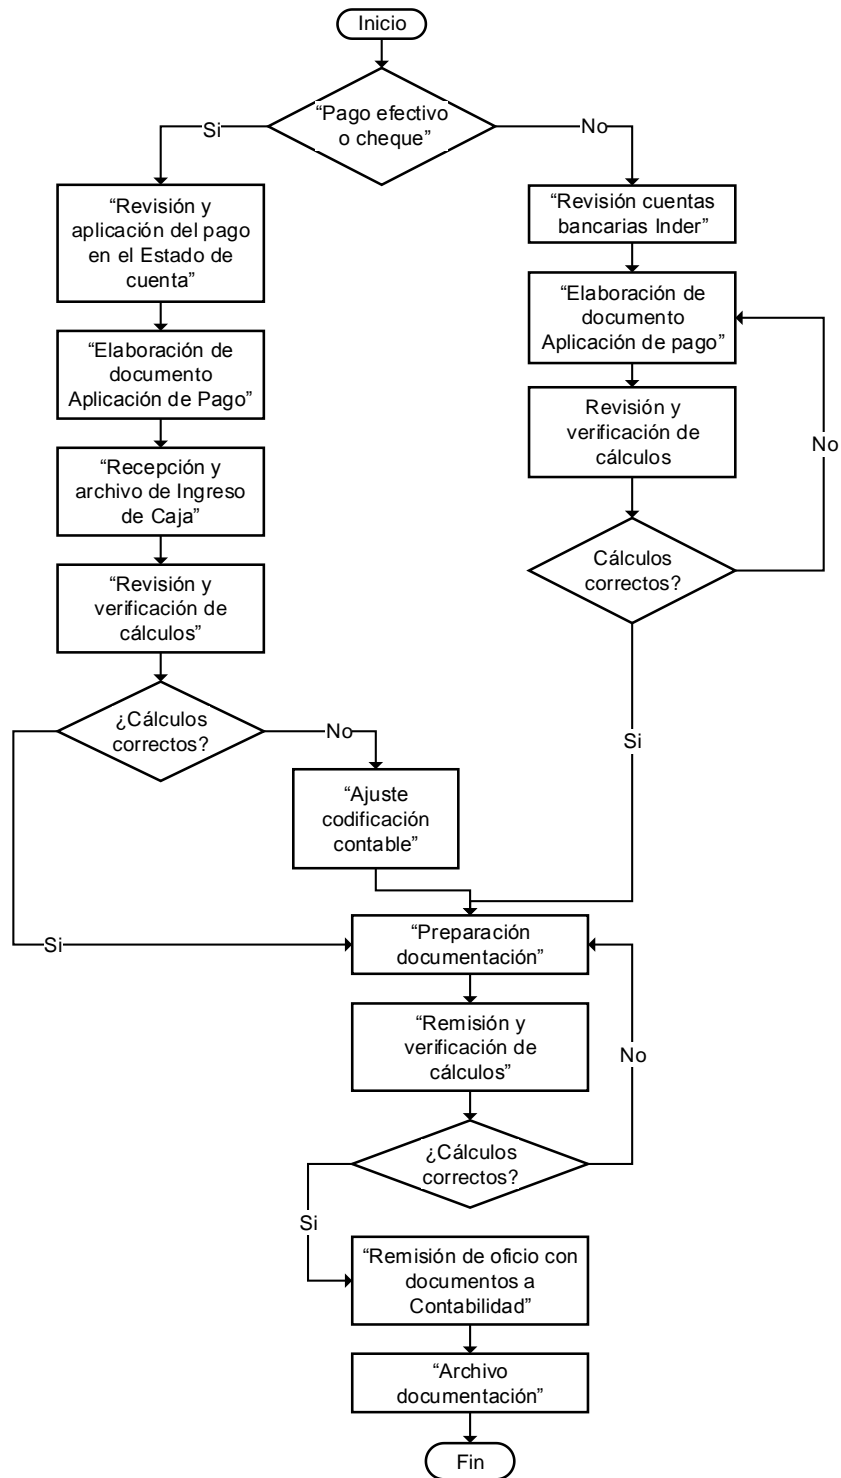 Inicio
“Pago efectivo
o cheque”
Si
No
“Revisión y
aplicación del pago
en el Estado de
cuenta”
“Elaboración de
documento
Aplicación de Pago”
“Recepción y
archivo de Ingreso
de Caja”
“Revisión y
verificación de
cálculos”
¿Cálculos
correctos?
No
“Ajuste
codificación
contable”
Si
“Revisión cuentas
bancarias Inder”
“Elaboración de
documento
Aplicación de pago”
Revisión y
verificación de
cálculos
No
Cálculos
correctos?
Si
“Preparación
documentación”
“Remisión y
verificación de
cálculos”
No
¿Cálculos
correctos?
Si
“Remisión de oficio con
documentos a
Contabilidad”
“Archivo
documentación”
Fin